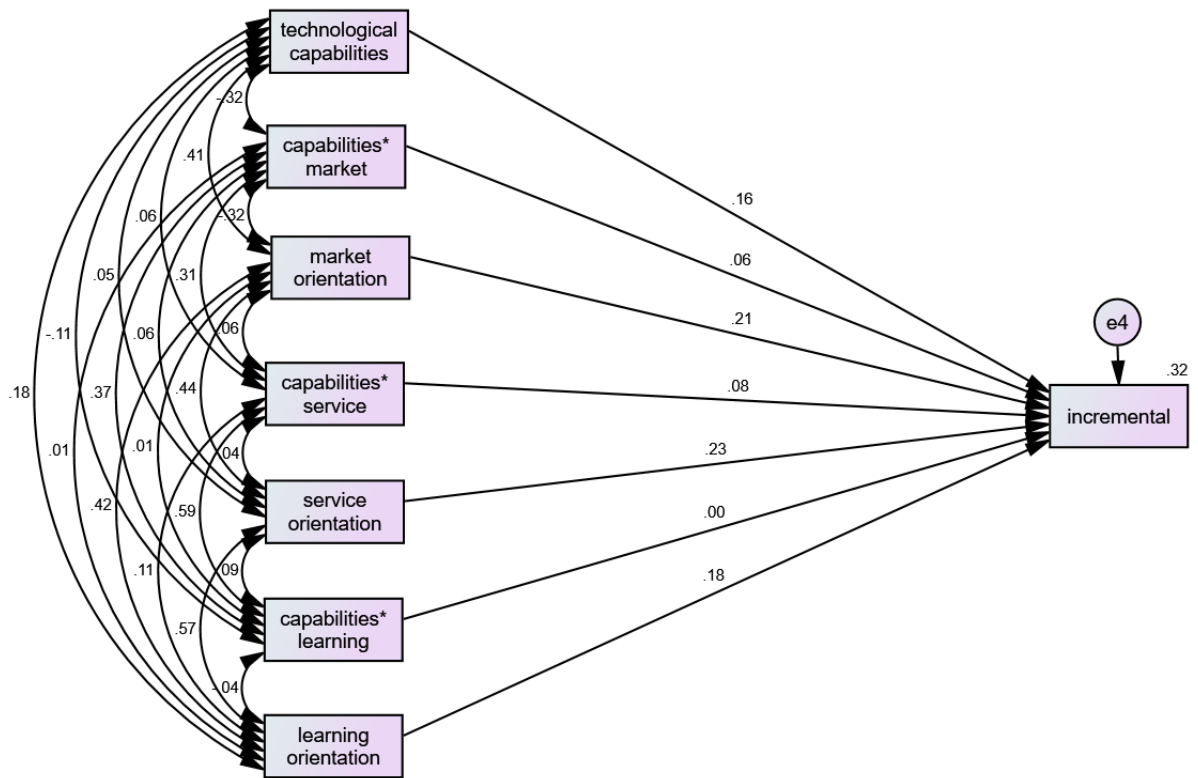 technological
capabilities
-.32
capabilities*
market
.41
.16
.06
-.32
.06
market
orientation
.05
.31
.21
-.11
.06
.06
e4
capabilities*
service
.32
.18
.37
.44
.08
incremental
.01
.01
.04
.23
.42
.59
service
orientation
.00
.11
.09
.18
.57
capabilities*
learning
-.04
learning
orientation